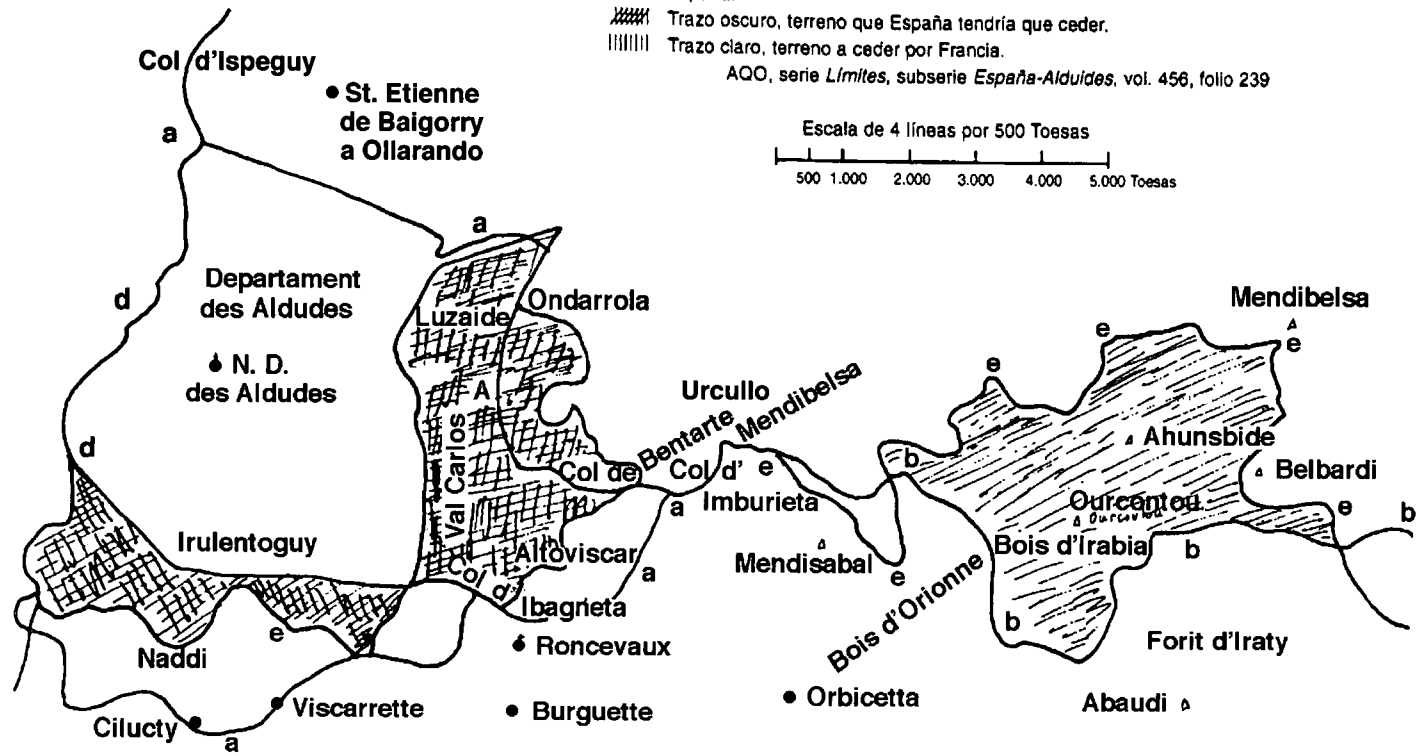 Trazo oscuro, terreno que España tendría que ceder.
Trazo claro, terreno a ceder por Francia.
AQO, serie Límites, subserie España-Alduides, vol. 456, folio 239
Escala de 4 líneas por 500 Toesas
500 1.000 2.000 3.000 4.000 5.000 Toesas
Col d'Ispeguy
St. Etienne
de Baigorry
a Ollarando
a
a
d
Departament
des Aldudes
N. D.
des Aldudes
Luzaide
Ondarrola
A
Val Carlos
Mendibelsa
e
e
e
Urcullo
Bentarte
Mendibelsa
Col de
Col d'
e
Imburieta
a
b
Ahunsbide
Belbardi
Ourcontou
Ourcovtou
e
b
d
Irulentoguy
Altoviscar
Col d'
Ibagrieta
a
Mendisabal
e
Bois d'Irabia
b
Bois d'Orionne
b
Naddi
e
Roncevaux
Forit d'Iraty
Cilucty
Viscarrette
a
Burguette
Orbicetta
Abaudi